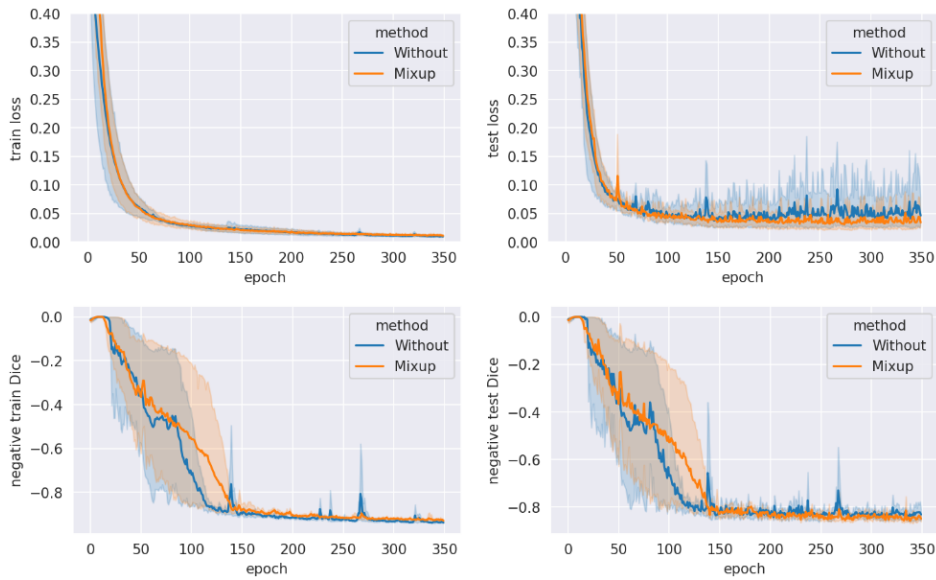 0.40
0.35
0.30
0.25
0.20
0.15
0.10
0.05
0.00
train loss
0 50 100 150 200 250 300 350
epoch
method
Without
Mixup
0.40
0.35
0.30
0.25
0.20
0.15
0.10
0.05
0.00
test loss
0 50 100 150 200 250 300 350
epoch
method
Without
Mixup
0.0
−0.2
−0.4
−0.6
−0.8
negative train Dice
0 50 100 150 200 250 300 350
epoch
method
Without
Mixup
0.0
−0.2
−0.4
−0.6
−0.8
negative test Dice
0 50 100 150 200 250 300 350
epoch
method
Without
Mixup